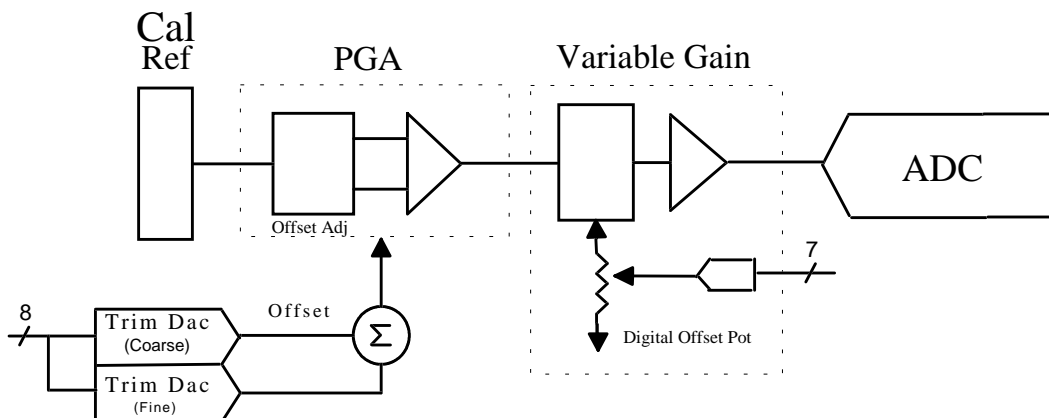 Cal
Ref
PGA
Variable Gain
ADC
Offset Adj
7
8
Offset
Trim Dac
(Coarse)
Σ
Digital Offset Pot
Trim Dac
(Fine)